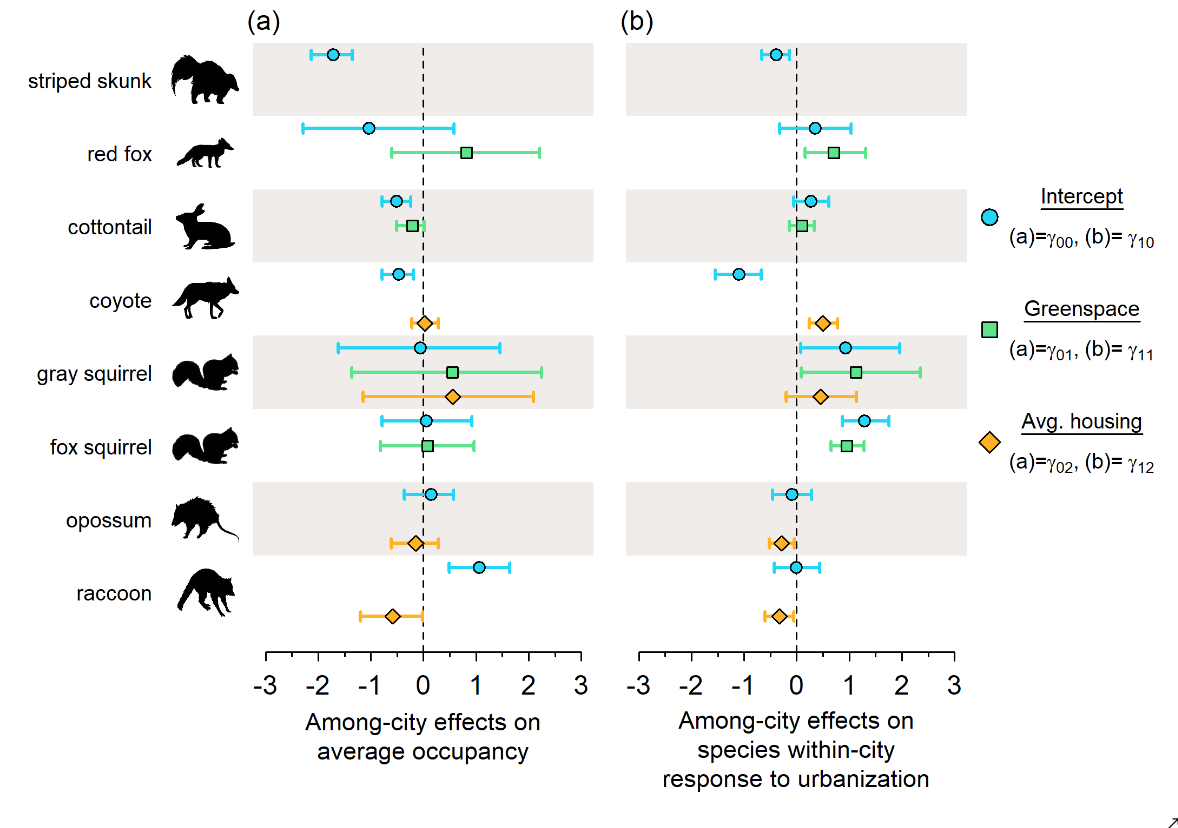 (a) (b)
striped skunk
red fox
cottontail
coyote
gray squirrel
fox squirrel
opossum
raccoon
Intercept
(a)=γ00, (b)= γ10
Greenspace
(a)=γ01, (b)= γ11
Avg. housing
(a)=γ02, (b)= γ12
-3 -2 -1 0 1 2 3
Among-city effects on
average occupancy
-3 -2 -1 0 1 2 3
Among-city effects on
species within-city
response to urbanization